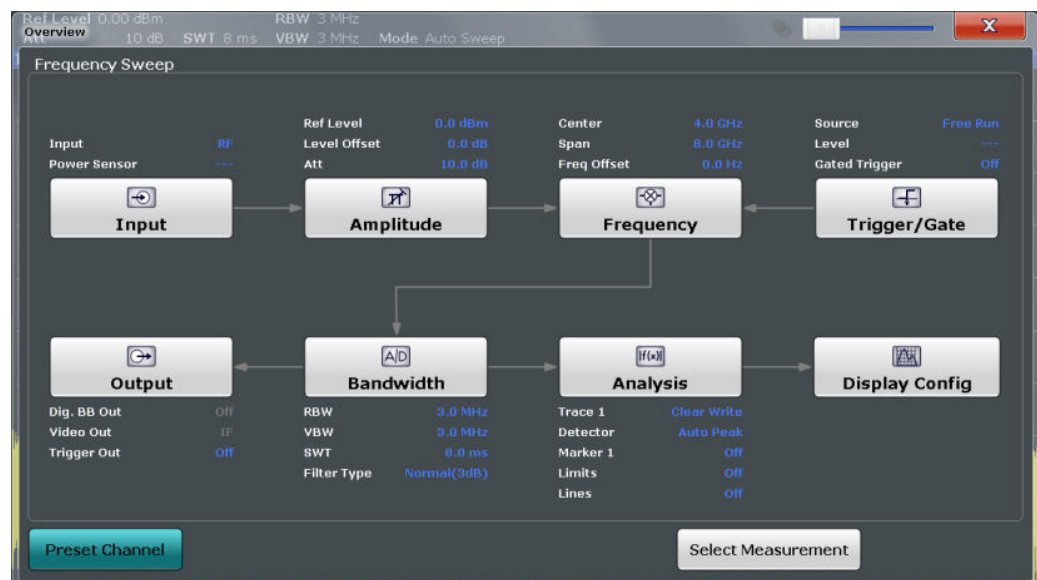 Ref Level 0.00 dBm RBW 3 MHz
Overview
Att 10 dB SWT 8 ms VBW 3 MHz Mode Auto Sweep
X
Frequency Sweep
Input RF
Power Sensor ---
Ref Level 0.0 dBm
Level Offset 0.0 dB
Att 10.0 dB
Center 4.0 GHz
Span 8.0 GHz
Freq Offset 0.0 Hz
Source Free Run
Level ---
Gated Trigger Off
Input
Amplitude
Frequency
Trigger/Gate
A/D
|f(x)|
Output
Bandwidth
Analysis
Display Config
Dig. BB Out Off
Video Out IF
Trigger Out Off
RBW 3.0 MHz
VBW 3.0 MHz
SWT 8.0 ms
Filter Type Normal(3dB)
Trace 1 Clear Write
Detector Auto Peak
Marker 1 Off
Limits Off
Lines Off
Preset Channel
Select Measurement